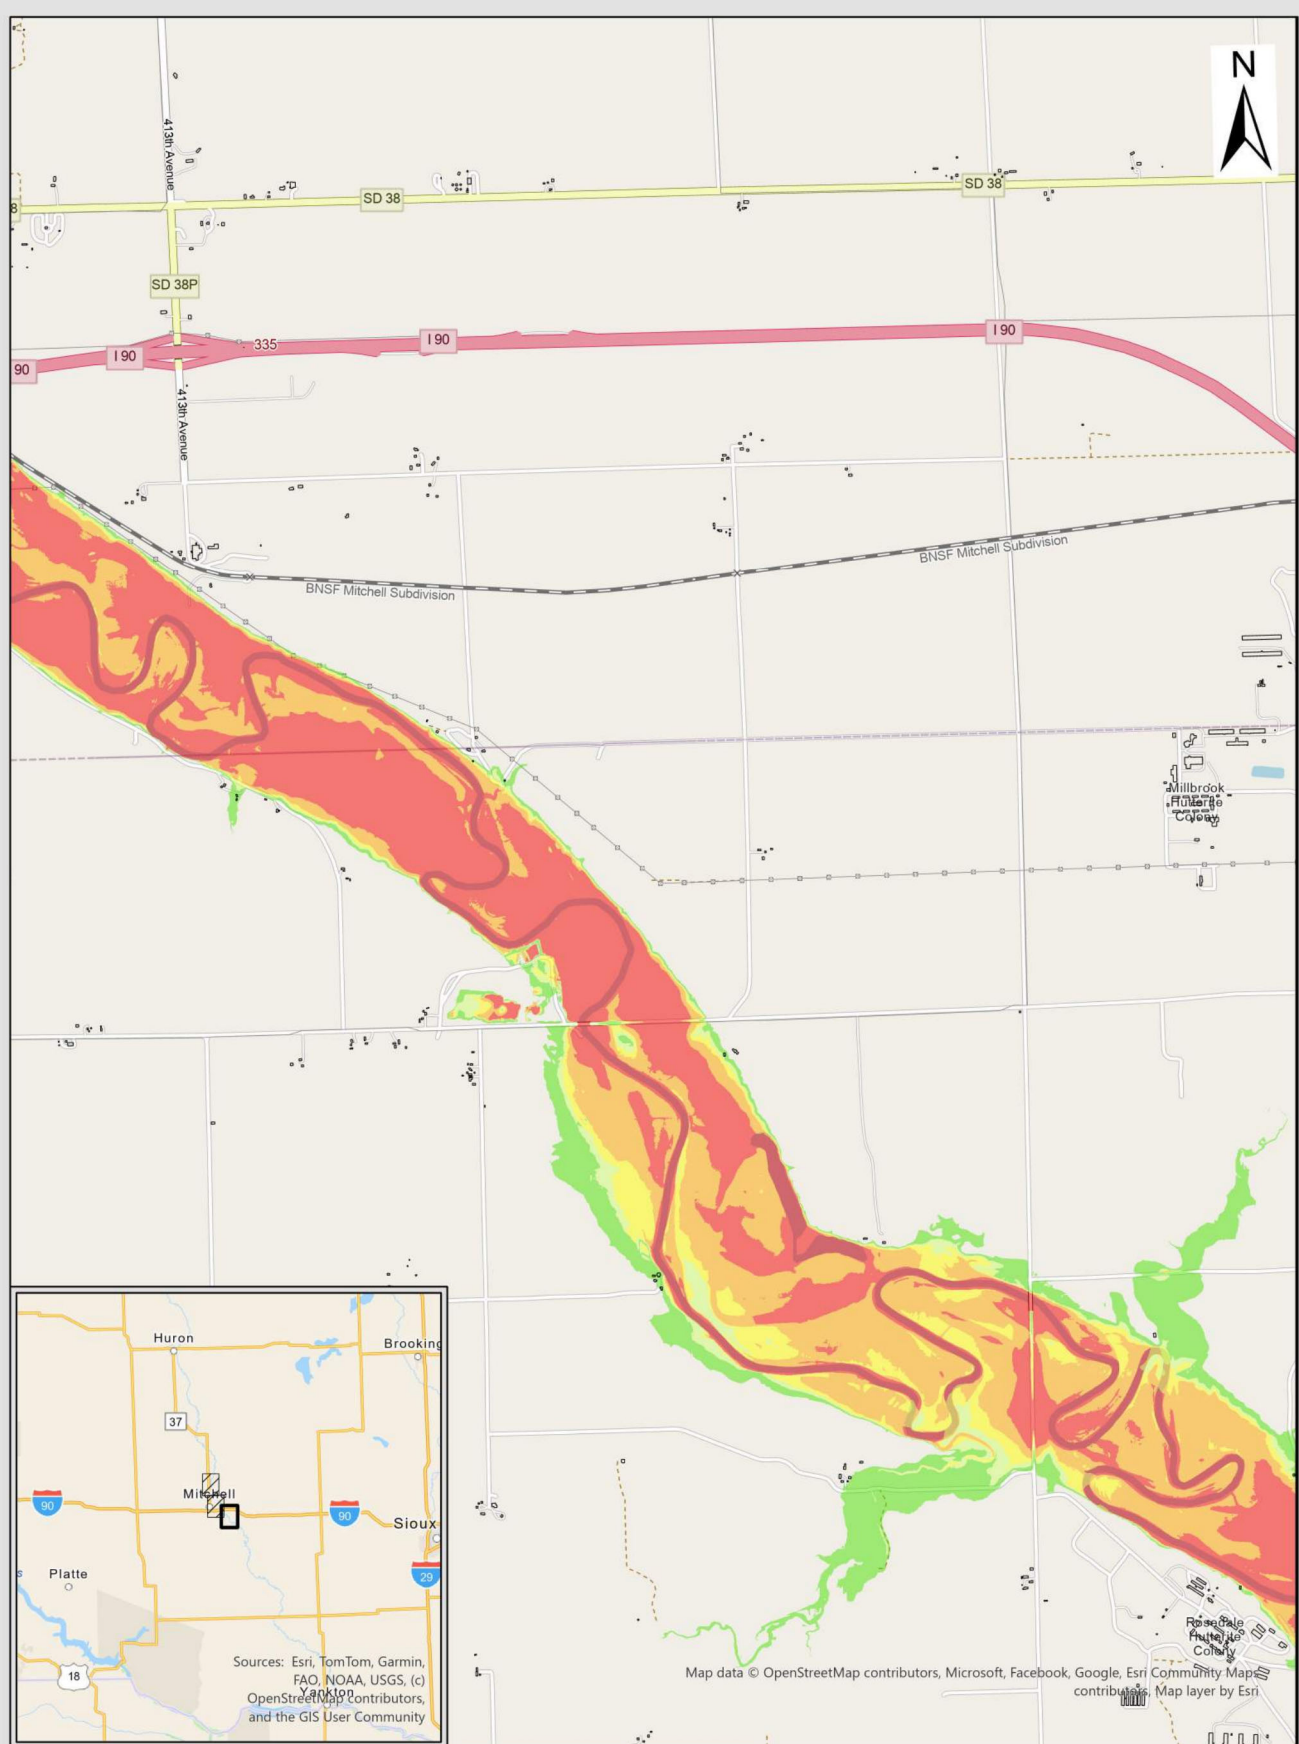 N
413th Avenue
SD 38
SD 38
8
SD 38P
I 90
I 90
I 90
335
90
413th Avenue
BNSF Mitchell Subdivision
BNSF Mitchell Subdivision
Millbrook
Hutterite
Colony
Huron
Brooking
37
Mitchell
90
90
Sioux
29
Platte
s
18
Yankton
Sources: Esri, TomTom, Garmin,
FAO, NOAA, USGS, (c)
OpenStreetMap contributors,
and the GIS User Community
Rosedale
Hutterite
Colony
Map data © OpenStreetMap contributors, Microsoft, Facebook, Google, Esri Community Maps
contributors, Map layer by Esri